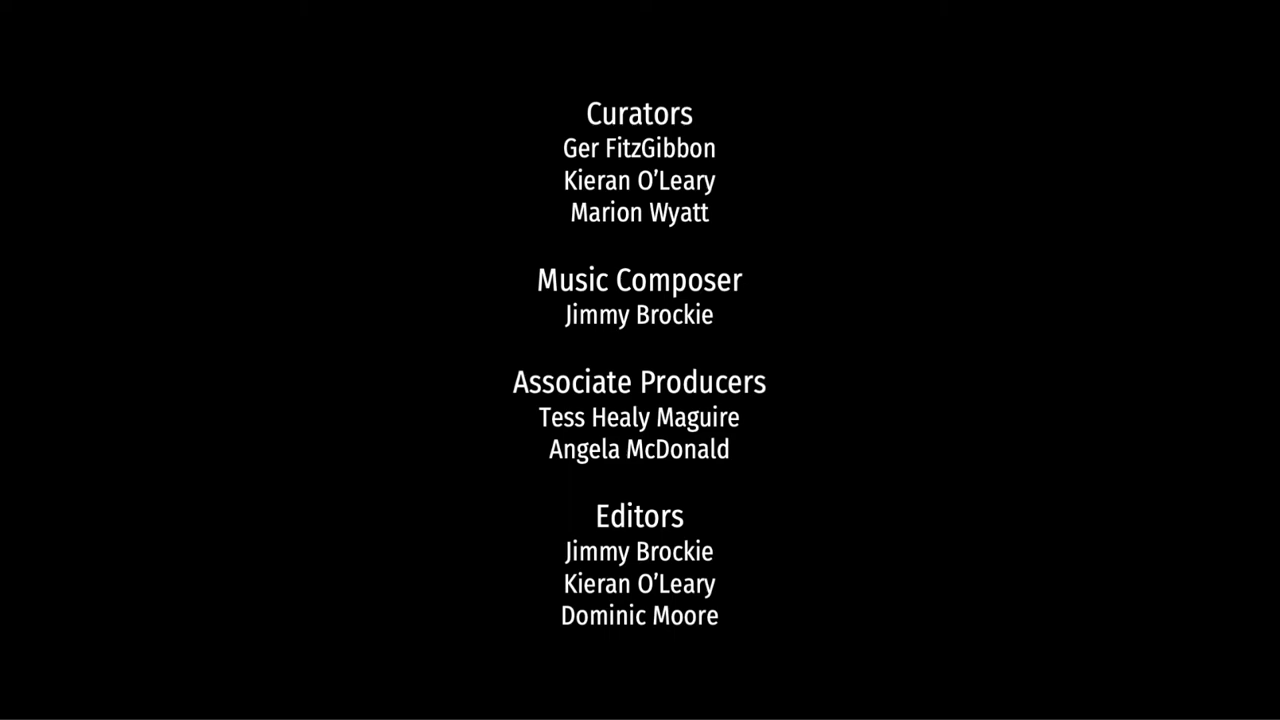 Curators
Ger FitzGibbon
Kieran O’Leary
Marion Wyatt
Music Composer
Jimmy Brockie
Associate Producers
Tess Healy Maguire
Angela McDonald
Editors
Jimmy Brockie
Kieran O’Leary
Dominic Moore